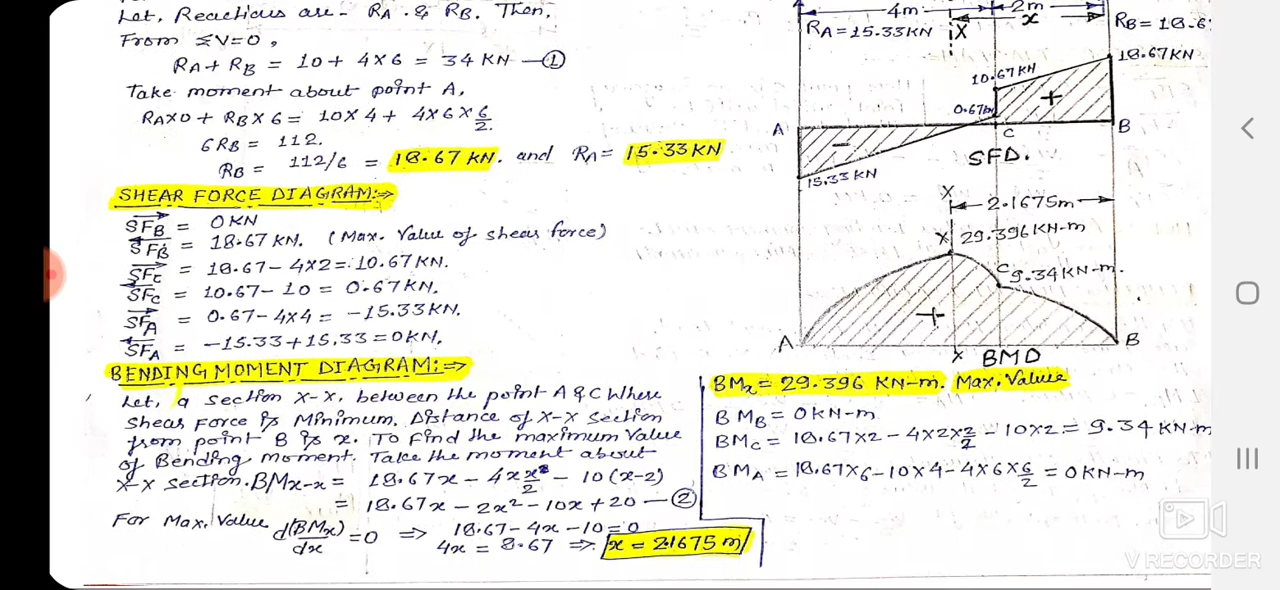 Let, Reactions are- RA & RB. Then,
From ≤V=0,
RA + RB = 10 + 4×6 = 34 KN —①
Take moment about point A,
RA×0 + RB×6 = 10×4 + 4×6×6/2.
6RB = 112.
RB = 112/6 = 18.67 KN. and RA = 15.33 KN
SHEAR FORCE DIAGRAM:⇒
SFB = 0KN
SFB = 18.67 KN. (Max. Value of shear force)
SFC = 18.67 - 4×2 = 10.67 KN.
SFC = 10.67 - 10 = 0.67 KN.
SFA = 0.67 - 4×4 = -15.33 KN.
SFA = -15.33 + 15.33 = 0KN.
BENDING MOMENT DIAGRAM:⇒
Let, a section X-X, between the point A & C Where
Shear Force is Minimum. Distance of X-X section
from point B is x. To find the maximum Value
of Bending moment. Take the moment about
X-X section. BMx-x = 18.67x - 4×x²/2 - 10(x-2)
= 18.67x - 2x² - 10x + 20 —②
For Max. Value d(BMx)/dx = 0 ⇒ 18.67 - 4x - 10 = 0
4x = 8.67 ⇒ x = 2.1675 m
4m
2m
x
RA = 15.33 KN
X
RB = 18.6
18.67 KN
10.67 KN
0.67kn
+
A
-
C
B
SFD.
15.33 KN
X
2.1675m
X
29.396 KN-m
C
9.34 KN-m.
+
A
B
X
BMD
BMx = 29.396 KN-m. Max. Value
BMB = 0KN-m
BMC = 18.67×2 - 4×2×2/2 - 10×2 = 9.34 KN-m
BMA = 18.67×6 - 10×4 - 4×6×6/2 = 0KN-m
V RECORDER